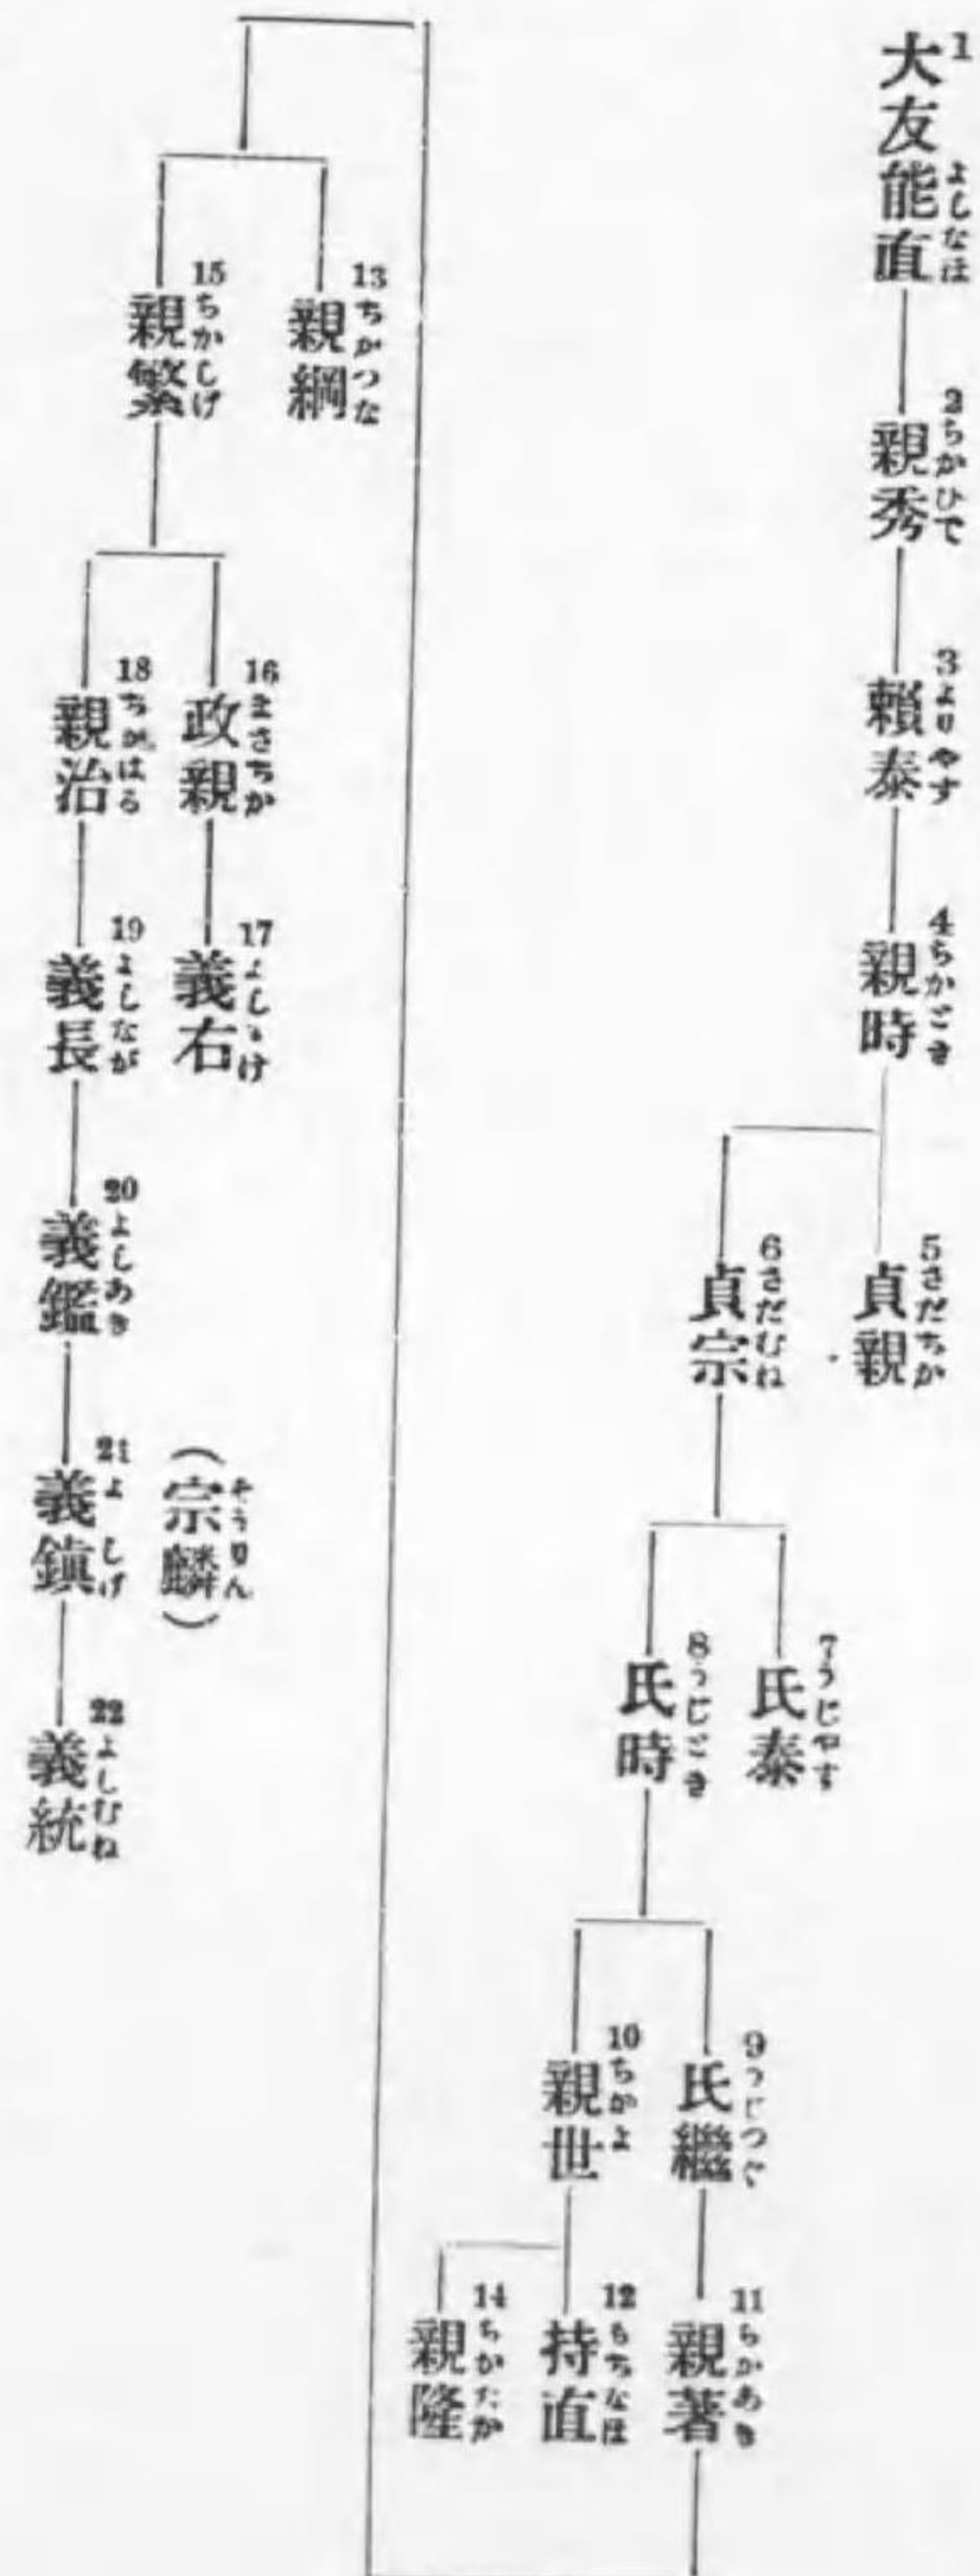 1 大友能直 よしなほ
2 親秀 ちかひで
3 頼泰 よりやす
4 親時 ちかとき
5 貞親 さだちか
6 貞宗 さだむね
7 氏泰 うじやす
8 氏時 うじとき
9 氏繼 うじつぐ
10 親世 ちかよ
11 親著 ちかあき
12 持直 もちなほ
14 親隆 ちかたか
13 親綱 ちかつな
15 親繁 ちかしげ
16 政親 まさちか
17 義右
18 親治 ちかはる
19 義長 よしなが
20 義鑑 よしあき
21 義鎭 よししげ
(宗麟) そうりん
22 義統 よしむね